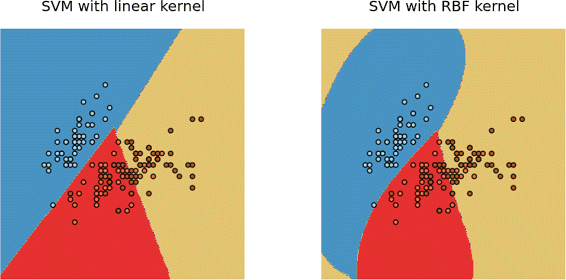 SVM with linear kernel
SVM with RBF kernel